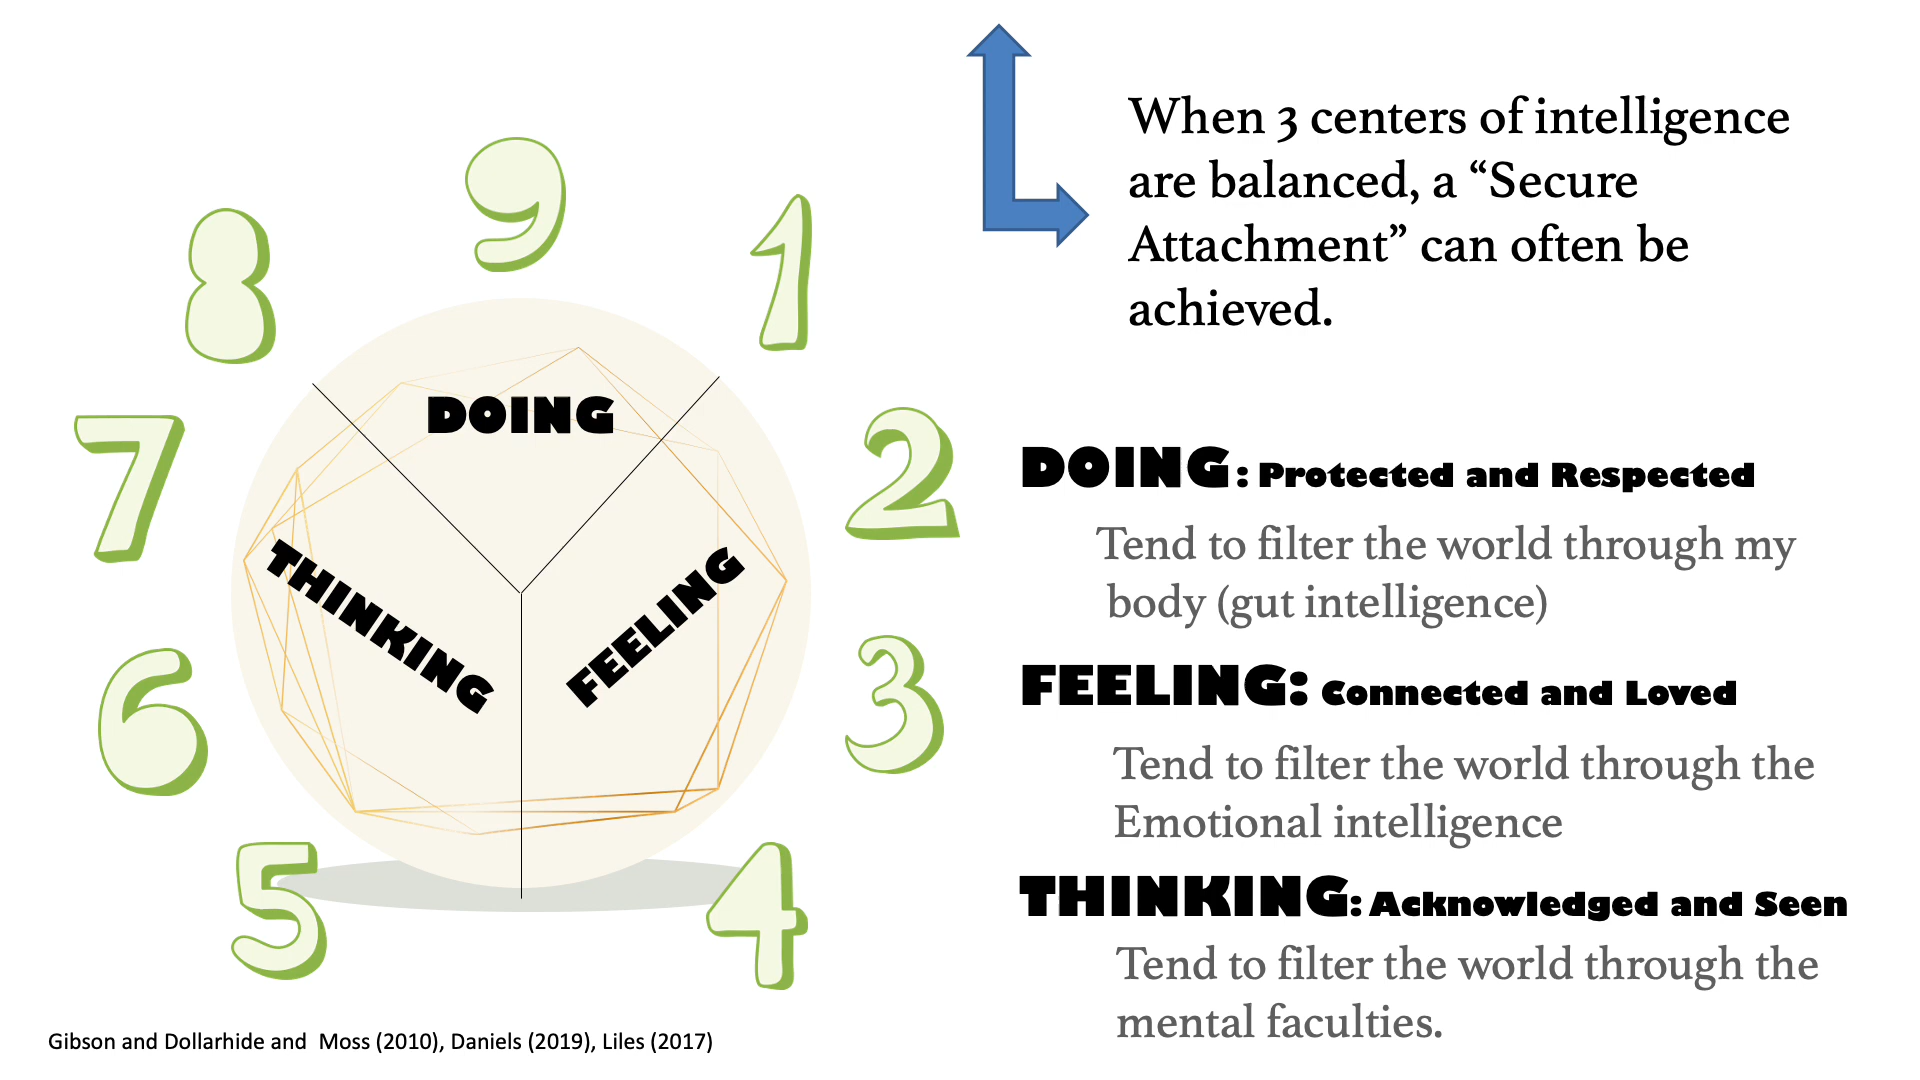 When 3 centers of intelligence
are balanced, a “Secure
Attachment” can often be
achieved.
9
8
1
7
2
6
3
5
4
DOING
THINKING
FEELING
DOING: Protected and Respected
Tend to filter the world through my
body (gut intelligence)
FEELING: Connected and Loved
Tend to filter the world through the
Emotional intelligence
THINKING: Acknowledged and Seen
Tend to filter the world through the
mental faculties.
Gibson and Dollarhide and  Moss (2010), Daniels (2019), Liles (2017)